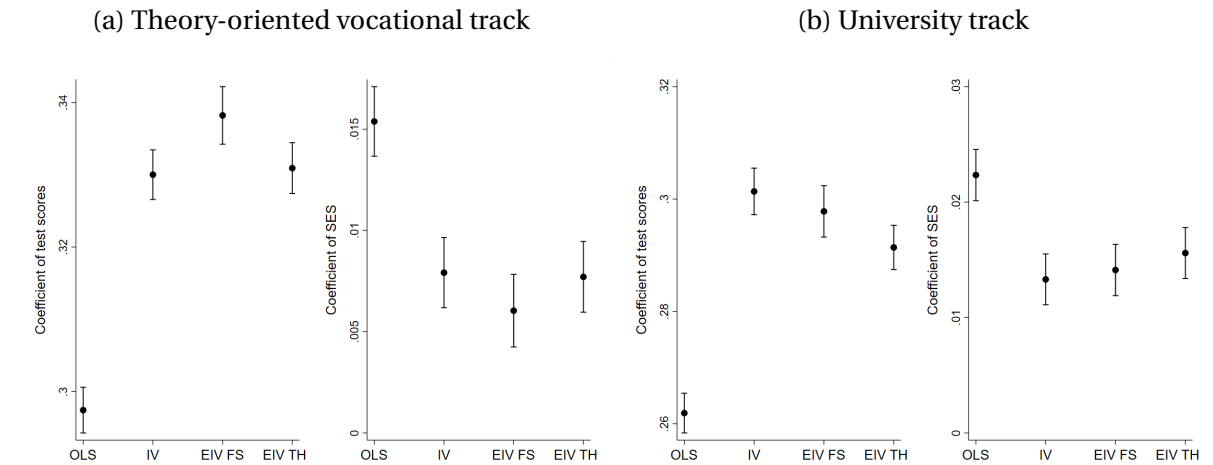 (a) Theory-oriented vocational track
(b) University track
Coefficient of test scores
.34
.32
.3
OLS IV EIV FS EIV TH
Coefficient of SES
.015
.01
.005
0
OLS IV EIV FS EIV TH
Coefficient of test scores
.32
.3
.28
.26
OLS IV EIV FS EIV TH
Coefficient of SES
.03
.02
.01
0
OLS IV EIV FS EIV TH